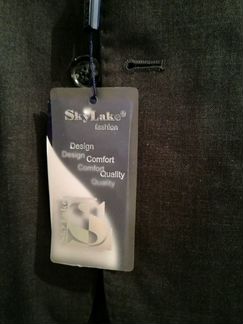 SkyLake®
fashion
Design
Design Comfort
Comfort
Quality
Quality